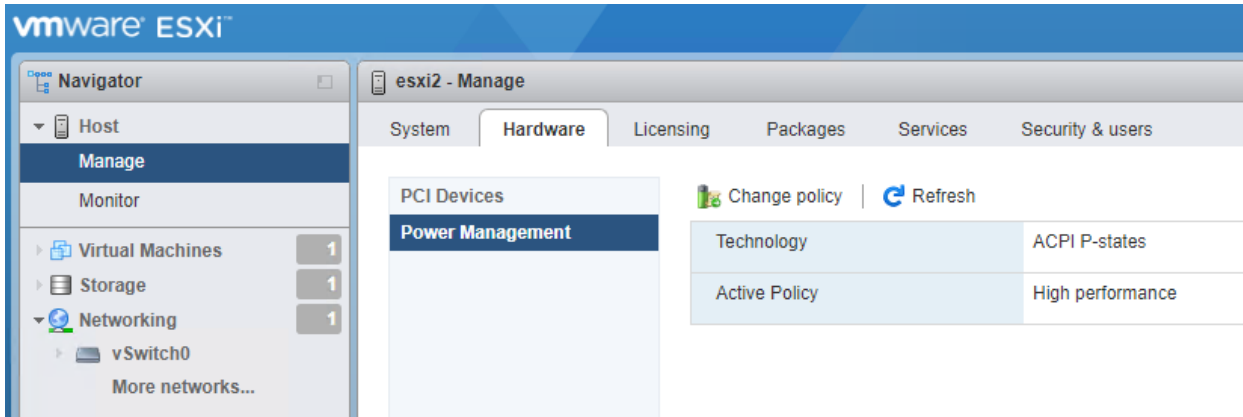 vmware ESXi™
Navigator
Host
Manage
Monitor
Virtual Machines 1
Storage 1
Networking 1
vSwitch0
More networks...
esxi2 - Manage
System Hardware Licensing Packages Services Security & users
PCI Devices
Power Management
Change policy Refresh
Technology ACPI P-states
Active Policy High performance